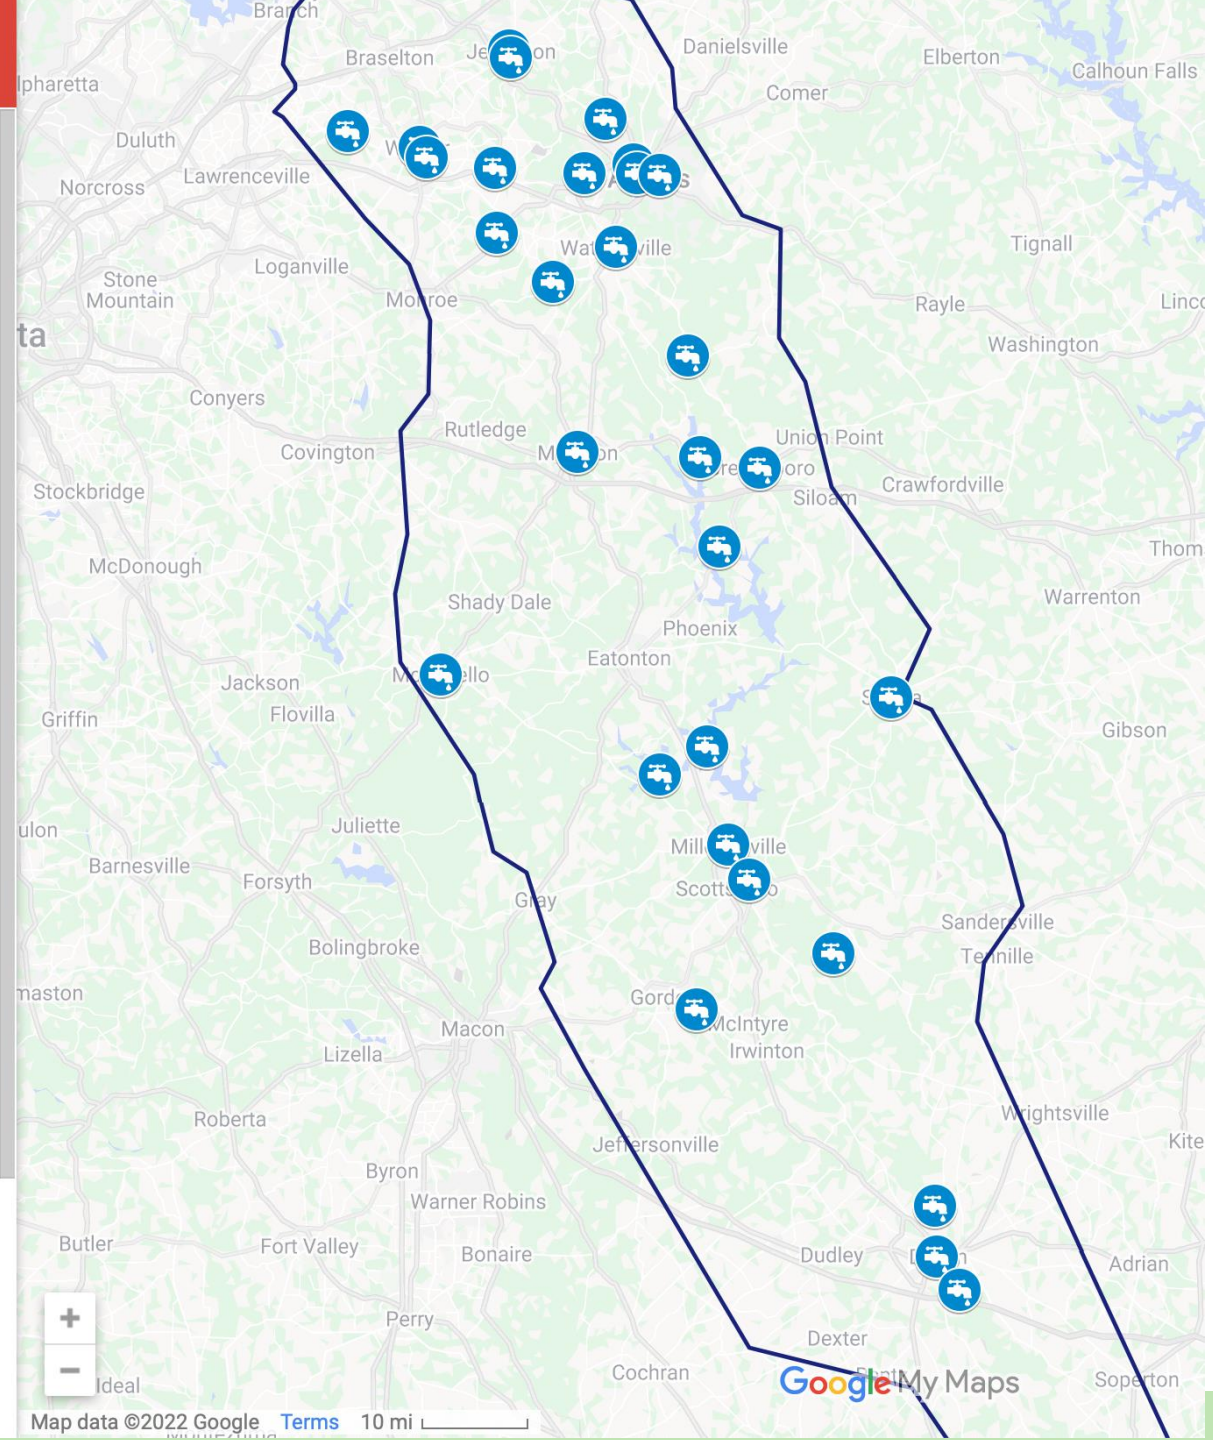 Branch
Braselton
Danielsville
Elberton
Calhoun Falls
lpharetta
Comer
Duluth
Lawrenceville
Norcross
Tignall
Loganville
Stone
Mountain
Monroe
Rayle
Linco
ta
Washington
Conyers
Rutledge
Union Point
Covington
Siloam
Crawfordville
Stockbridge
Thom
McDonough
Shady Dale
Warrenton
Phoenix
Eatonton
Jackson
Flovilla
Griffin
Gibson
Juliette
ulon
Barnesville
Forsyth
Gray
Sandersville
Bolingbroke
Tennille
maston
Macon
McIntyre
Irwinton
Lizella
Roberta
Wrightsville
Jeffersonville
Kite
Byron
Warner Robins
Butler
Fort Valley
Bonaire
Dudley
Adrian
Perry
Dexter
Cochran
Soperton
Ideal
Google My Maps
Map data ©2022 Google Terms 10 mi